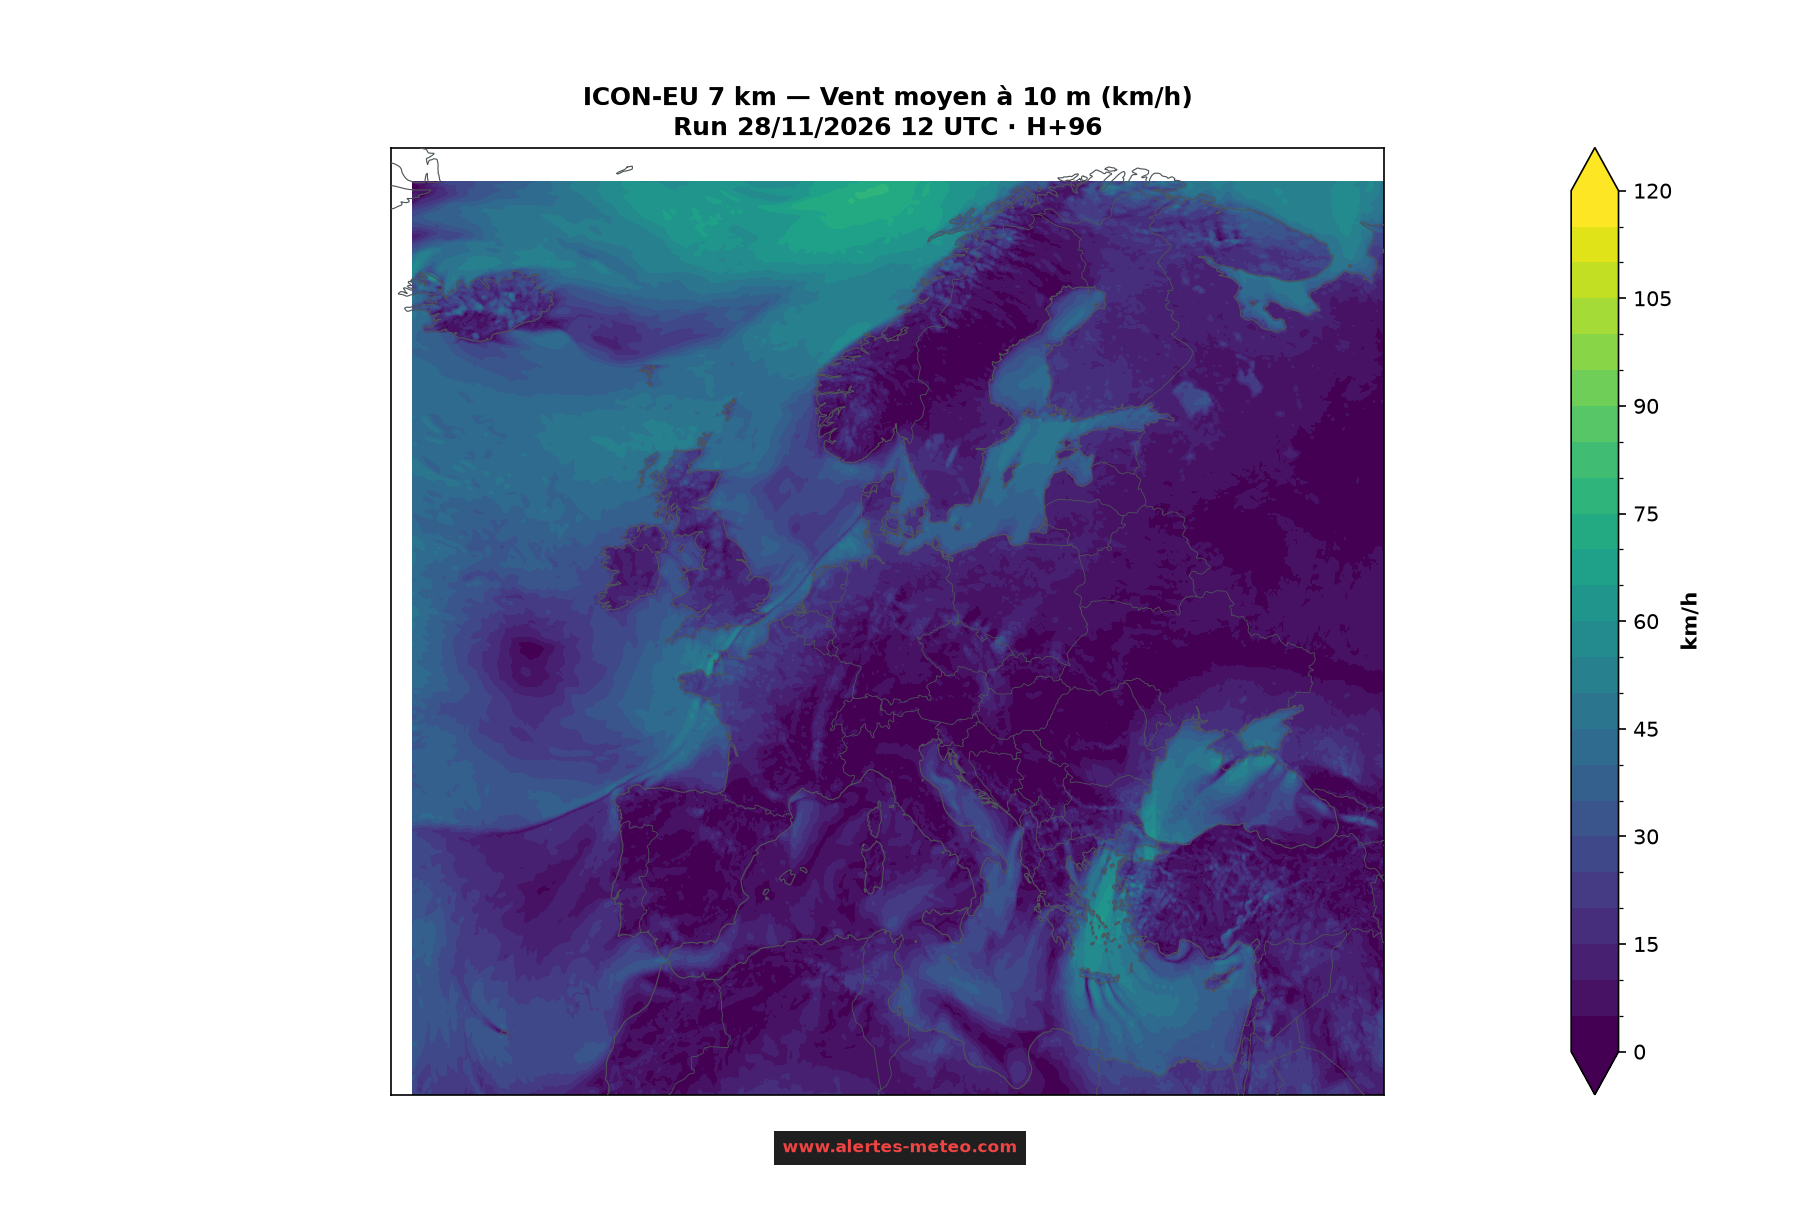 ICON-EU 7 km — Vent moyen à 10 m (km/h)
Run 28/11/2026 12 UTC · H+96
120
105
90
75
60
45
30
15
0
km/h
www.alertes-meteo.com